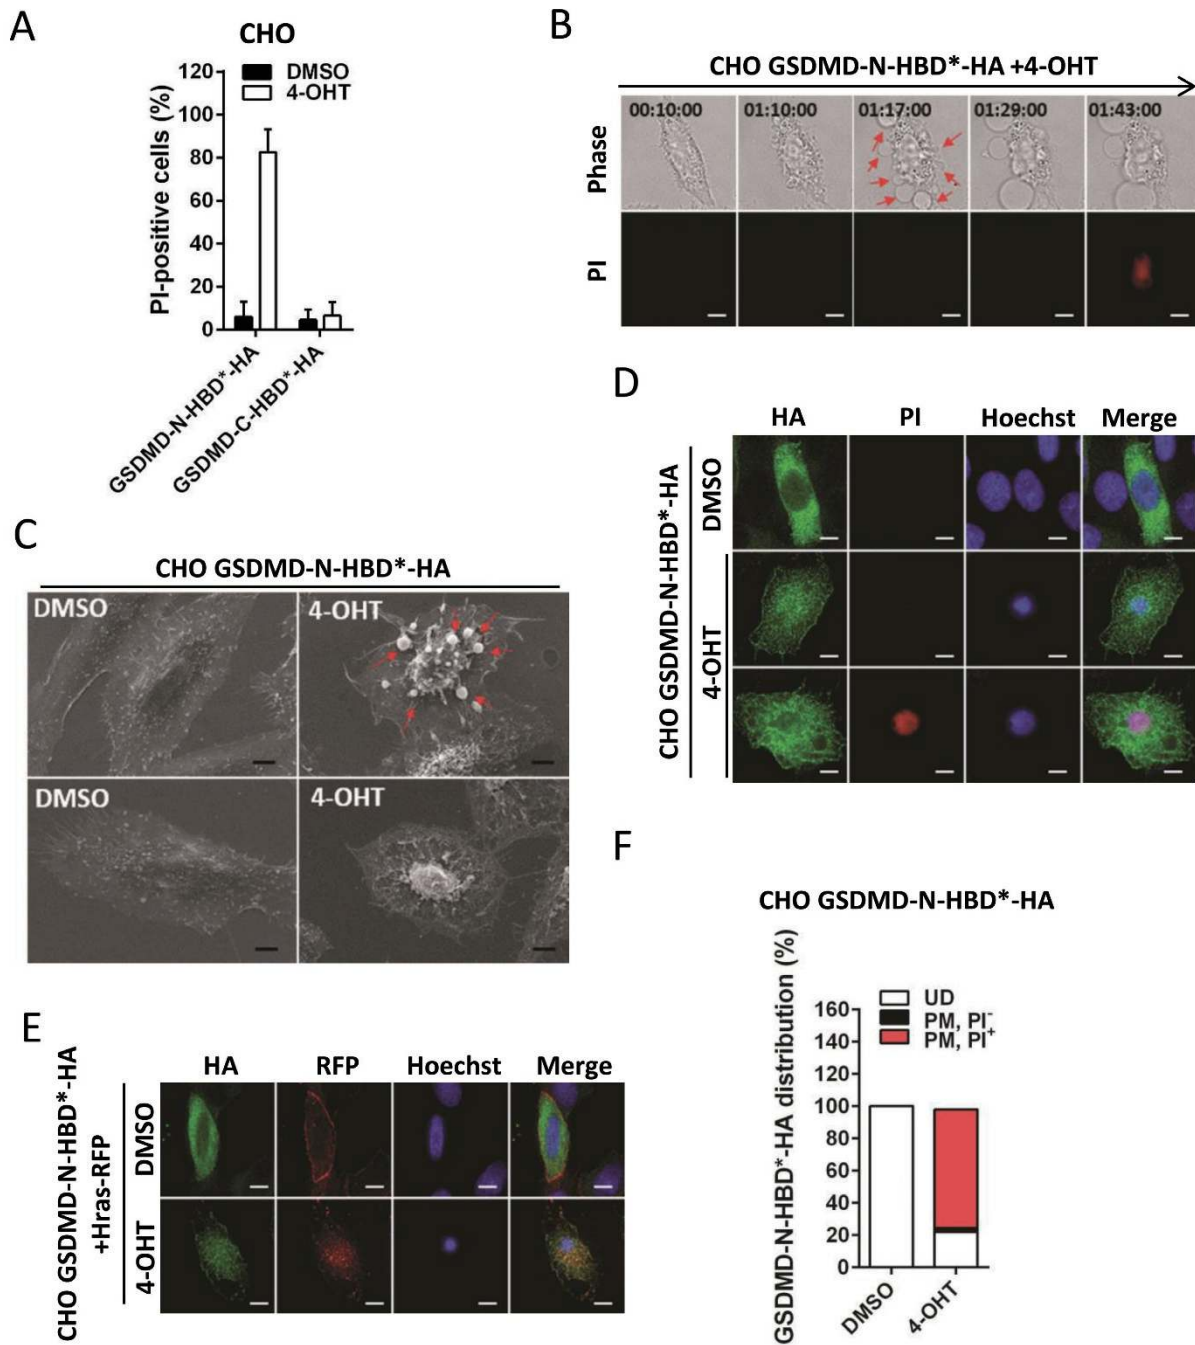 A
CHO
DMSO
4-OHT
PI-positive cells (%)
120
100
80
60
40
20
0
GSDMD-N-HBD*-HA
GSDMD-C-HBD*-HA
B
CHO GSDMD-N-HBD*-HA +4-OHT
00:10:00 01:10:00 01:17:00 01:29:00 01:43:00
Phase
PI
C
CHO GSDMD-N-HBD*-HA
DMSO 4-OHT
DMSO 4-OHT
D
HA PI Hoechst Merge
CHO GSDMD-N-HBD*-HA
DMSO
4-OHT
E
HA RFP Hoechst Merge
CHO GSDMD-N-HBD*-HA
+Hras-RFP
DMSO
4-OHT
F
CHO GSDMD-N-HBD*-HA
GSDMD-N-HBD*-HA distribution (%)
UD
PM, PI⁻
PM, PI⁺
160
140
120
100
80
60
40
20
0
DMSO
4-OHT